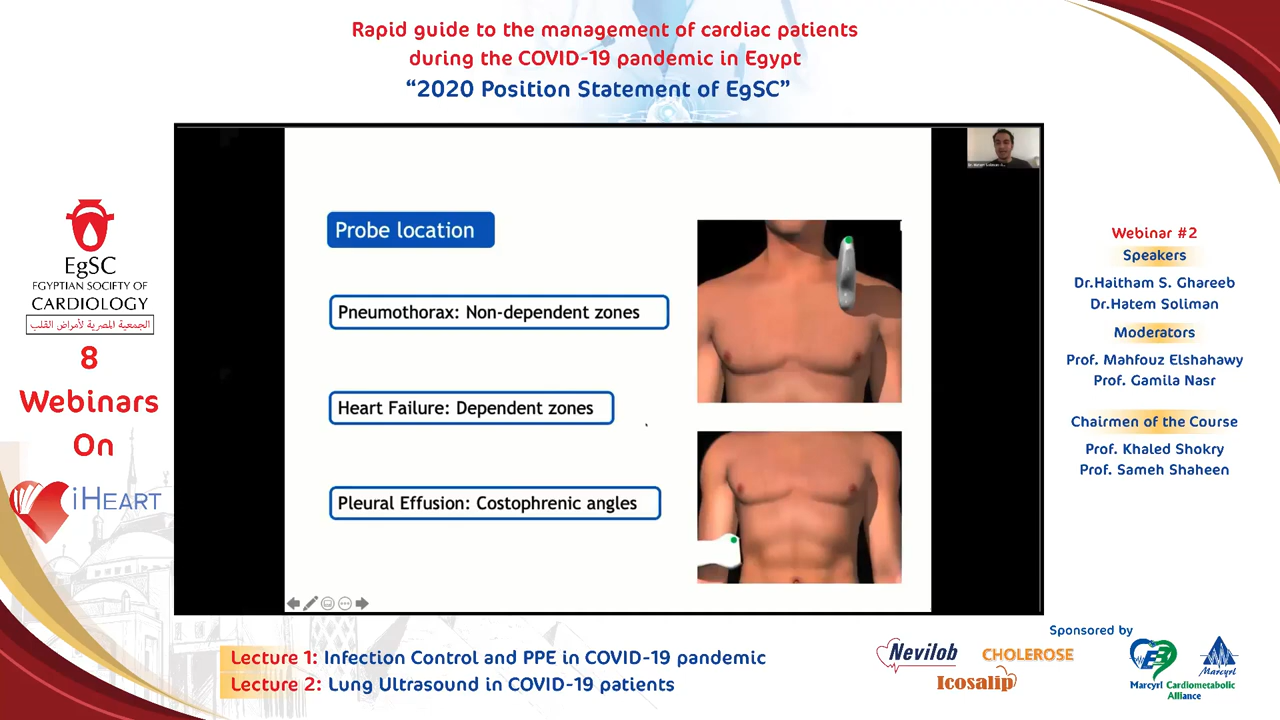 Rapid guide to the management of cardiac patients
during the COVID-19 pandemic in Egypt
“2020 Position Statement of EgSC”
EgSC
EGYPTIAN SOCIETY OF
CARDIOLOGY
الجمعية المصرية لأمراض القلب
8
Webinars
On
iHEART
Probe location
Pneumothorax: Non-dependent zones
Heart Failure: Dependent zones
Pleural Effusion: Costophrenic angles
Webinar #2
Speakers
Dr.Haitham S. Ghareeb
Dr.Hatem Soliman
Moderators
Prof. Mahfouz Elshahawy
Prof. Gamila Nasr
Chairmen of the Course
Prof. Khaled Shokry
Prof. Sameh Shaheen
Lecture 1: Infection Control and PPE in COVID-19 pandemic
Lecture 2: Lung Ultrasound in COVID-19 patients
Sponsored by
Nevilob
CHOLEROSE
Icosalip
Marcyrl Cardiometabolic
Alliance
Marcyrl